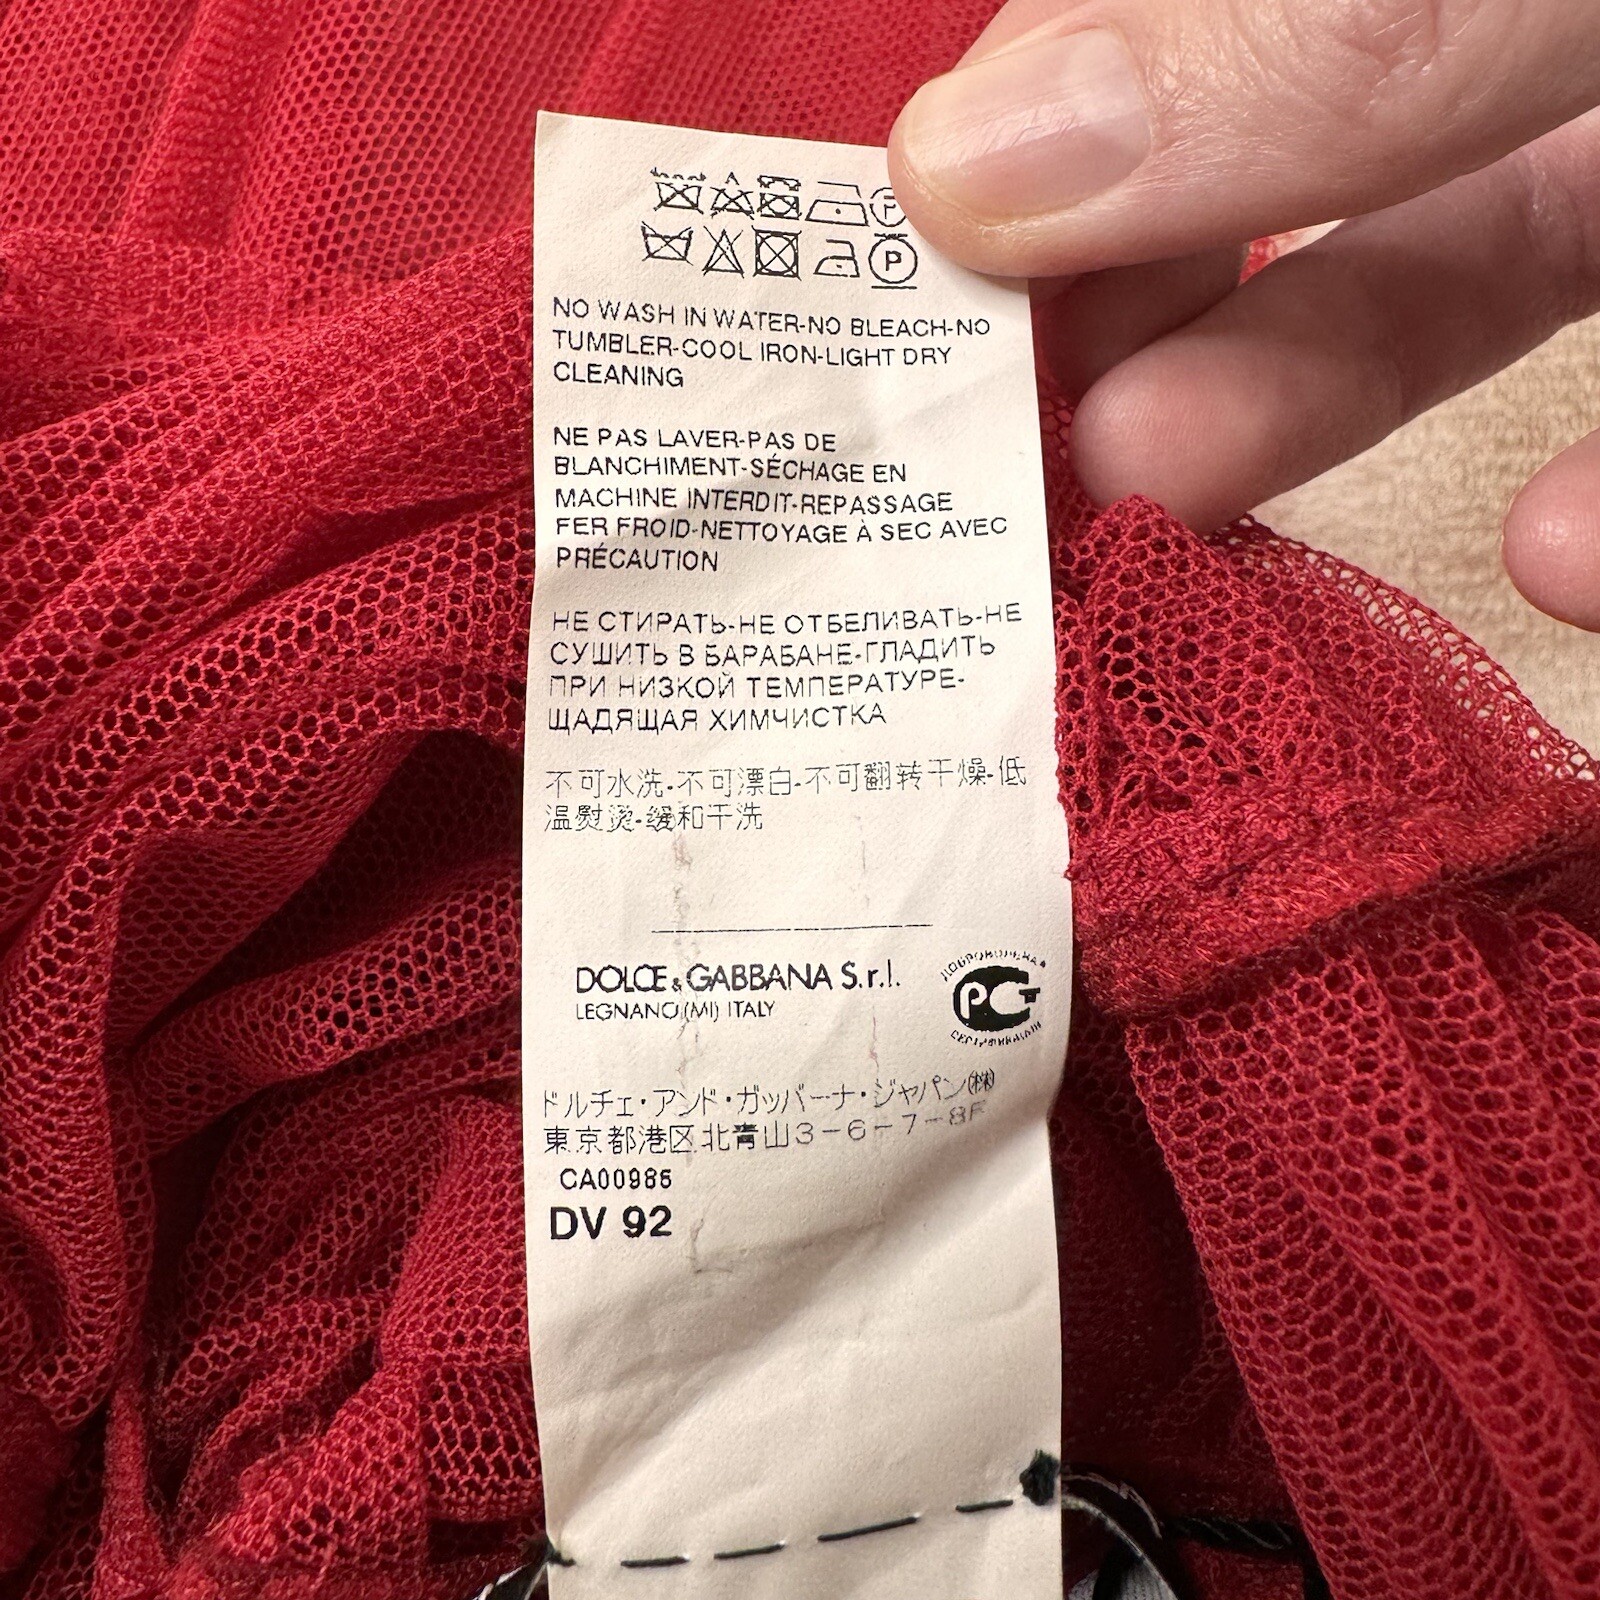 P
NO WASH IN WATER-NO BLEACH-NO
TUMBLER-COOL IRON-LIGHT DRY
CLEANING
NE PAS LAVER-PAS DE
BLANCHIMENT-SÉCHAGE EN
MACHINE INTERDIT-REPASSAGE
FER FROID-NETTOYAGE À SEC AVEC
PRÉCAUTION
НЕ СТИРАТЬ-НЕ ОТБЕЛИВАТЬ-НЕ
СУШИТЬ В БАРАБАНЕ-ГЛАДИТЬ
ПРИ НИЗКОЙ ТЕМПЕРАТУРЕ-
ЩАДЯЩАЯ ХИМЧИСТКА
不可水洗-不可漂白-不可翻转干燥-低
温熨烫-缓和干洗
DOLCE & GABBANA S.r.l.
LEGNANO (MI) ITALY
ДОБРОВОЛЬНАЯ
РСТ
СЕРТИФИКАЦИЯ
ドルチェ・アンド・ガッバーナ・ジャパン㈱
東京都港区北青山3-6-7-8F
CA00986
DV 92